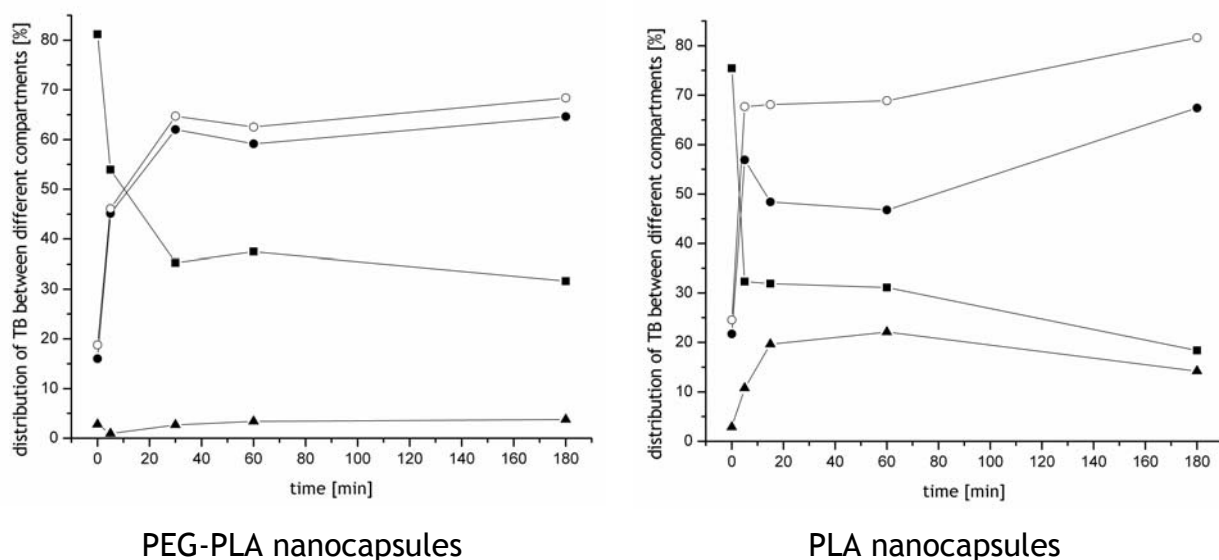 distribution of TB between different compartments [%]
80
70
60
50
40
30
20
10
0
0 20 40 60 80 100 120 140 160 180
time [min]
PEG-PLA nanocapsules
distribution of TB between different compartments [%]
80
70
60
50
40
30
20
10
0
0 20 40 60 80 100 120 140 160 180
time [min]
PLA nanocapsules